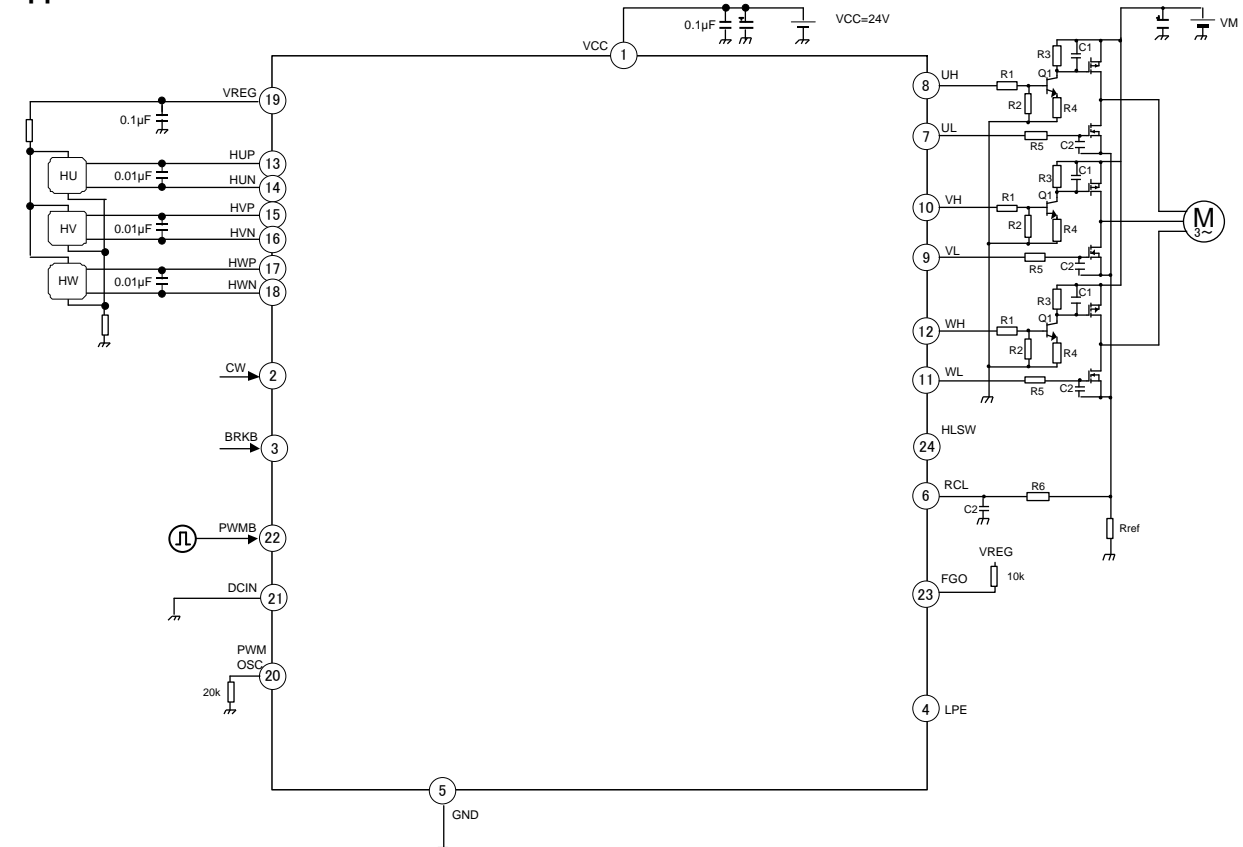 0.1μF
VCC=24V
VM
VCC
1
VREG
19
0.1μF
HUP
13
HU
0.01μF
HUN
14
HVP
15
HV
0.01μF
HVN
16
HWP
17
HW
0.01μF
HWN
18
CW
2
BRKB
3
PWMB
22
DCIN
21
PWM
OSC
20
20k
5
GND
8
UH
R1
R3
C1
Q1
R2
R4
7
UL
R5
C2
R3
C1
10
VH
R1
Q1
R2
R4
9
VL
R5
C2
R3
C1
12
WH
R1
Q1
R2
R4
11
WL
R5
C2
M
3~
24
HLSW
6
RCL
R6
C2
Rref
VREG
10k
23
FGO
4
LPE